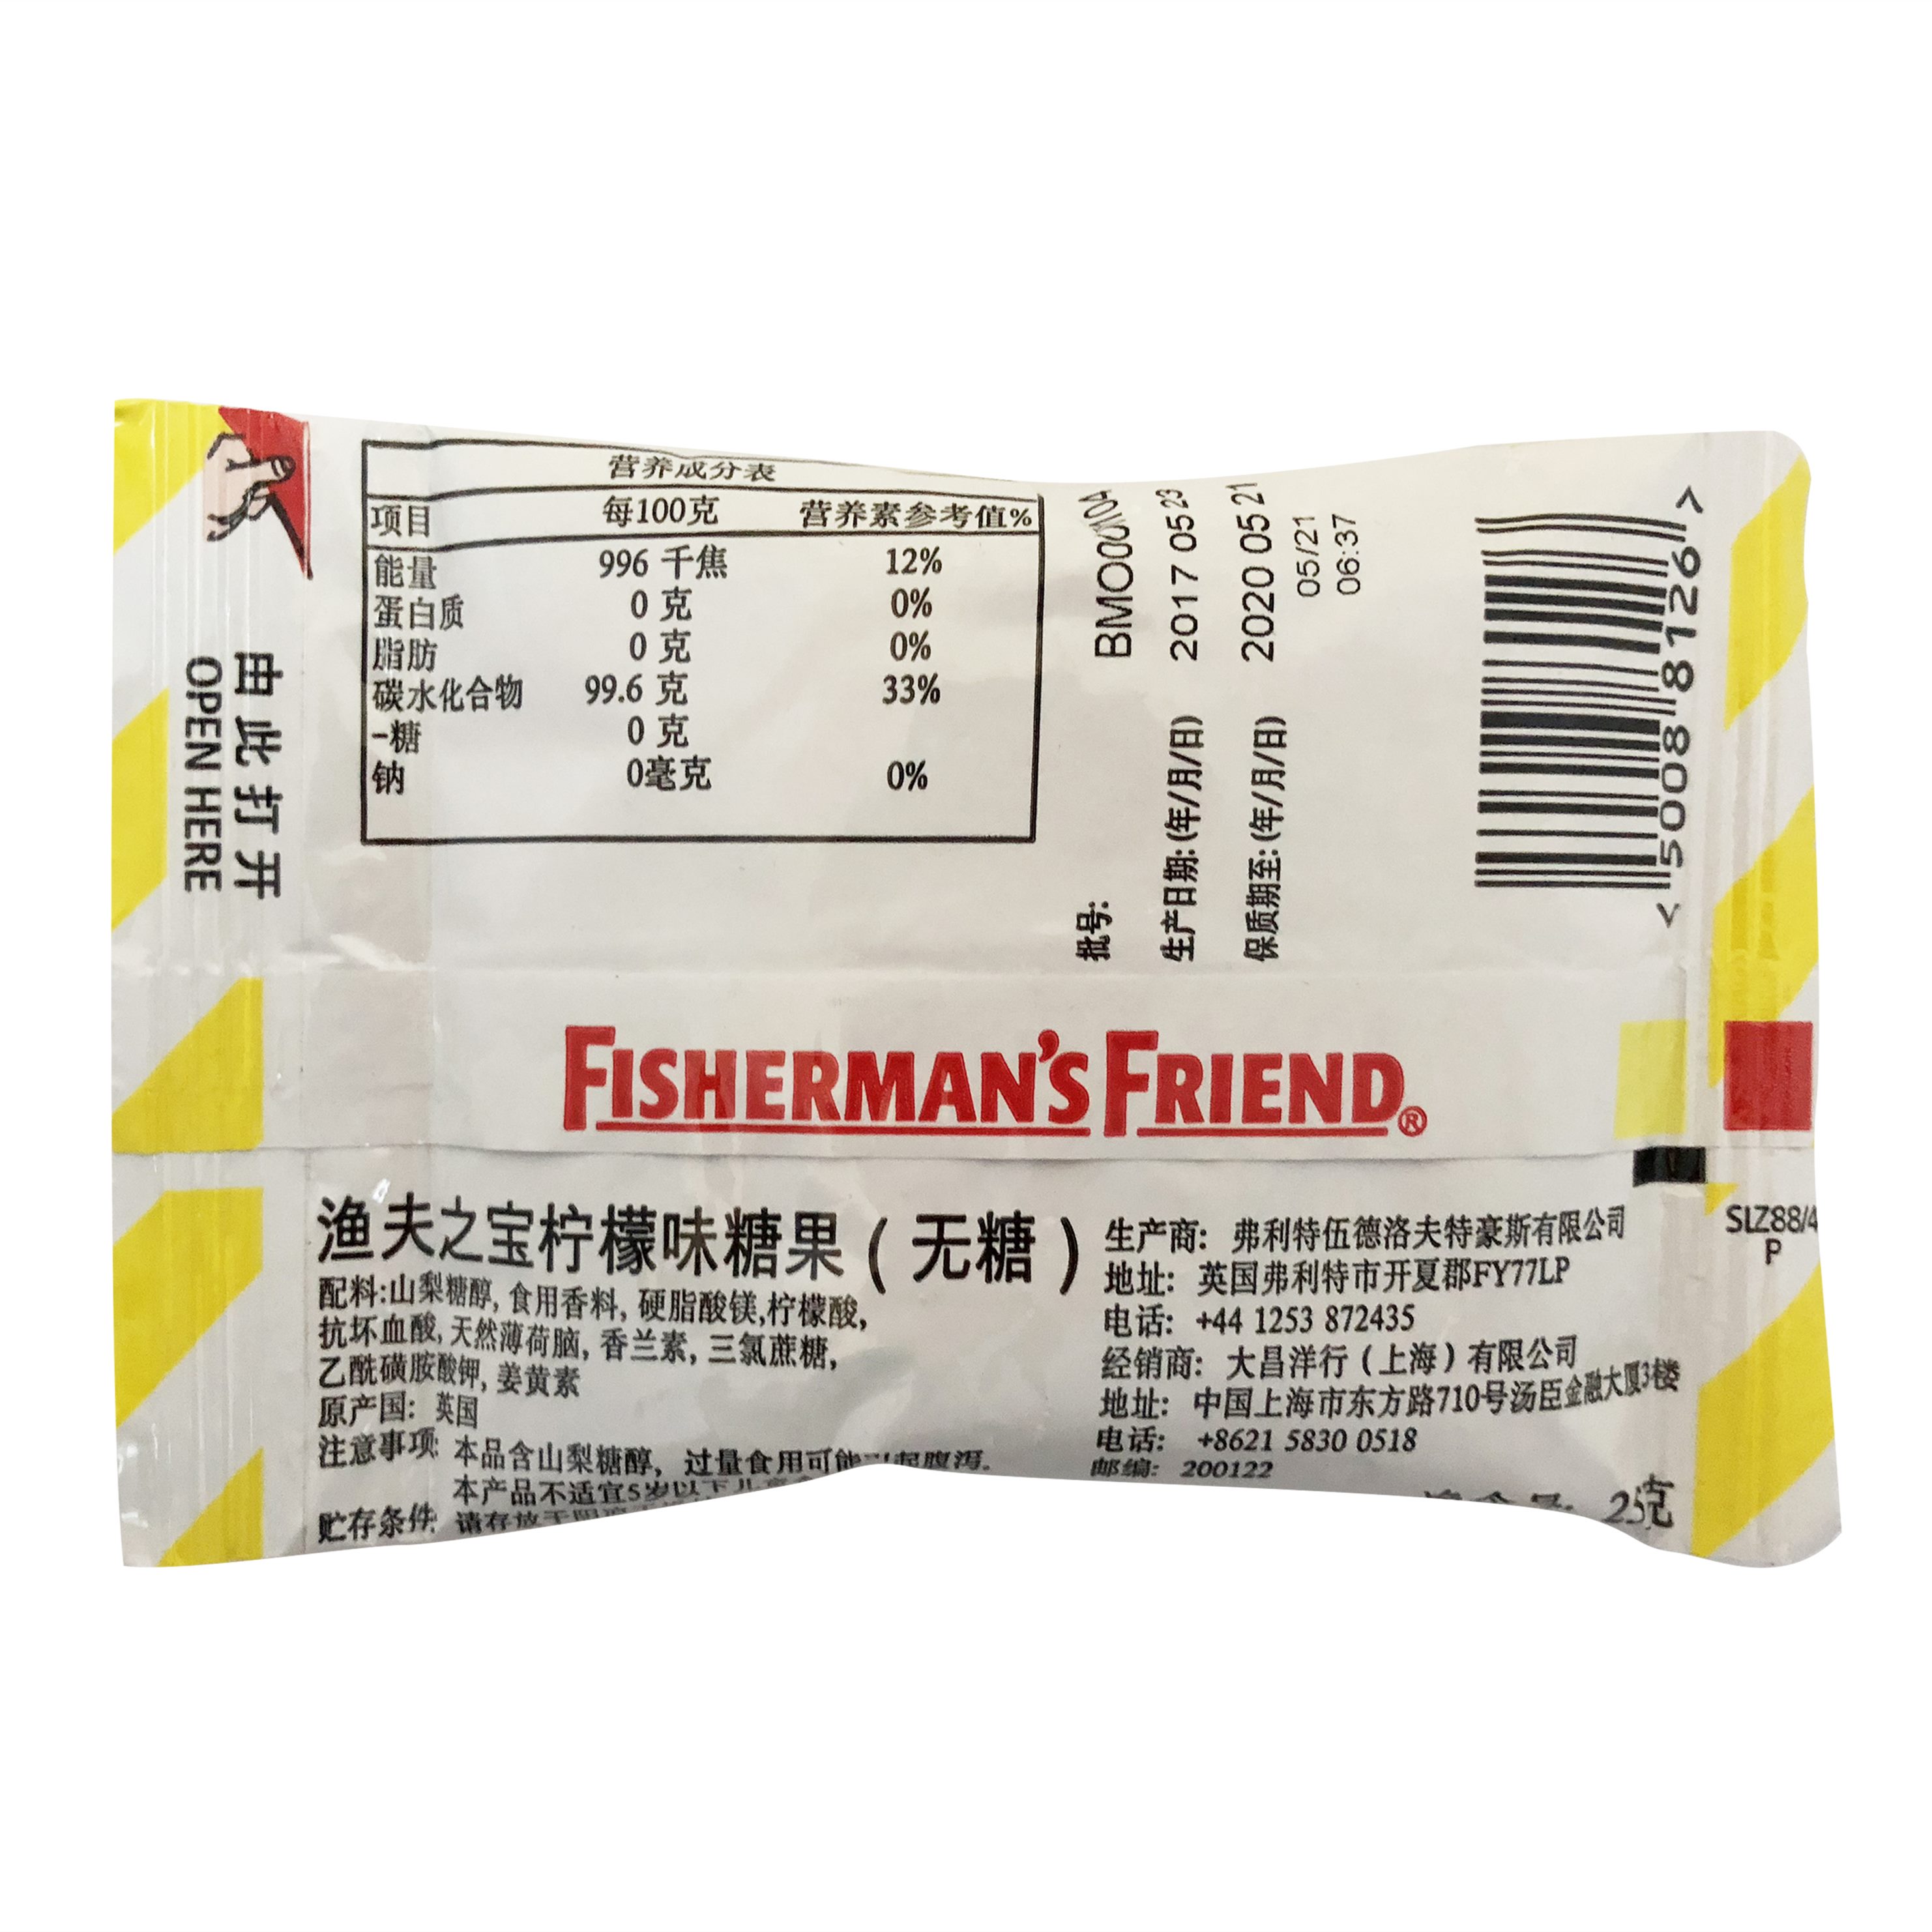 由此打开
OPEN HERE
营养成分表
项目 每100克 营养素参考值%
能量 996 千焦 12%
蛋白质 0 克 0%
脂肪 0 克 0%
碳水化合物 99.6 克 33%
-糖 0 克
钠 0毫克 0%
批号:
生产日期:(年/月/日) 2017 05 23
保质期至:(年/月/日) 2020 05 21
05/21
06:37
<5008 8126>
FISHERMAN'S FRIEND®
渔夫之宝柠檬味糖果(无糖)
配料:山梨糖醇, 食用香料, 硬脂酸镁,柠檬酸,
抗坏血酸, 天然薄荷脑, 香兰素, 三氯蔗糖,
乙酰磺胺酸钾, 姜黄素
原产国: 英国
注意事项: 本品含山梨糖醇, 过量食用可能引起腹泻.
本产品不适宜5岁以下儿童
贮存条件: 请存放于阴凉
生产商: 弗利特伍德洛夫特豪斯有限公司
地址: 英国弗利特市开夏郡FY77LP
电话: +44 1253 872435
经销商: 大昌洋行(上海)有限公司
地址: 中国上海市东方路710号汤臣金融大厦3楼
电话: +8621 5830 0518
邮编: 200122
25克
SLZ88/4
P